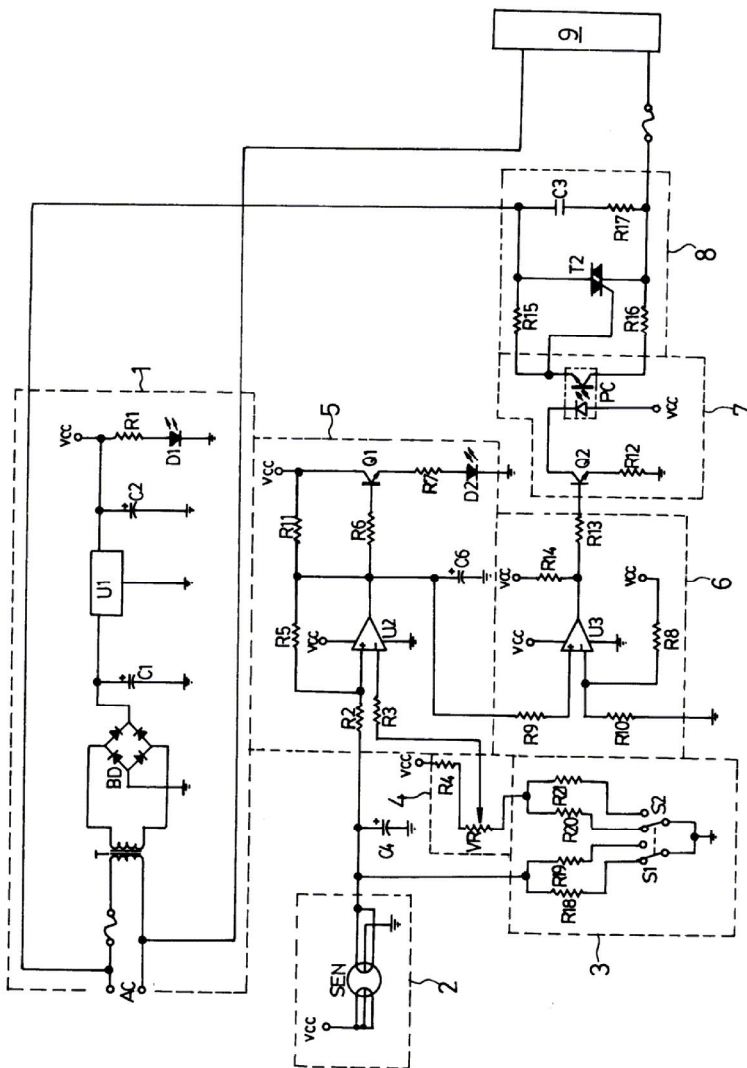 AC
BD
C1
U1
C2
VCC
R1
D1
1
9
SEN
VCC
2
C4
VCC
R4
VR
4
R2
R3
R5
VCC
U2
R11
VCC
R6
Q1
R7
D2
C6
5
R18
R19
R20
R21
S1
S2
3
R9
R10
VCC
U3
VCC
R14
R13
VCC
R8
6
Q2
R12
PC
VCC
7
R15
R16
T2
C3
R17
8